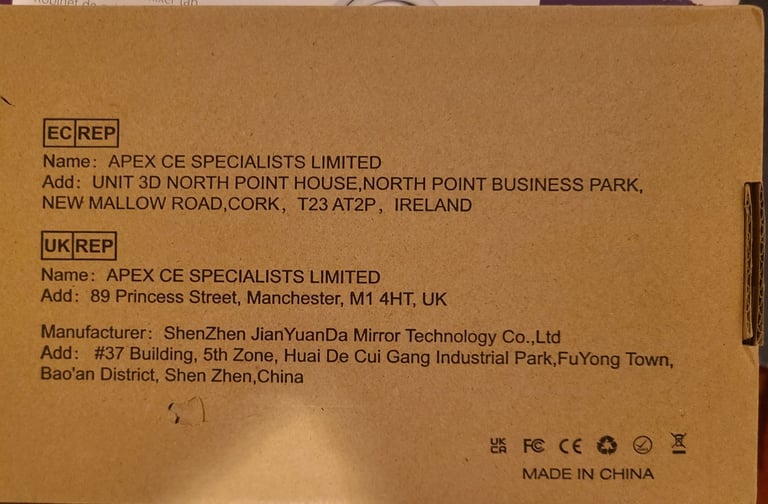 EC REP
Name: APEX CE SPECIALISTS LIMITED
Add: UNIT 3D NORTH POINT HOUSE,NORTH POINT BUSINESS PARK,
NEW MALLOW ROAD,CORK, T23 AT2P, IRELAND
UK REP
Name: APEX CE SPECIALISTS LIMITED
Add: 89 Princess Street, Manchester, M1 4HT, UK
Manufacturer: ShenZhen JianYuanDa Mirror Technology Co.,Ltd
Add: #37 Building, 5th Zone, Huai De Cui Gang Industrial Park,FuYong Town,
Bao'an District, Shen Zhen,China
UK CA FC CE
MADE IN CHINA